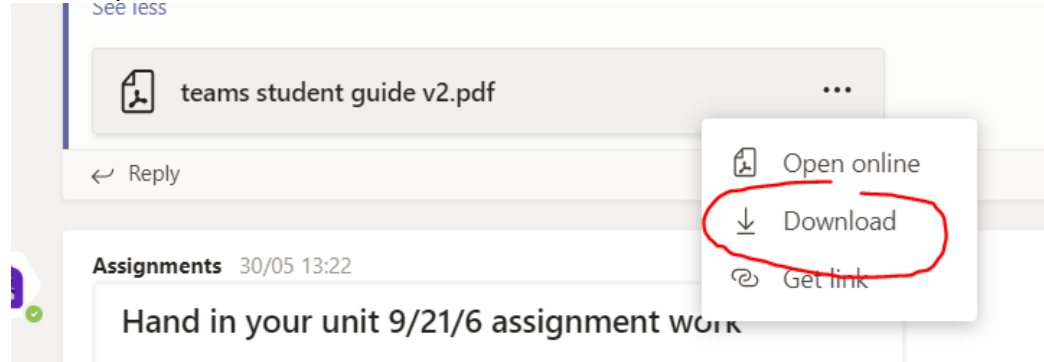 See less
teams student guide v2.pdf
Open online
Reply
Download
Assignments 30/05 13:22
Get link
Hand in your unit 9/21/6 assignment work